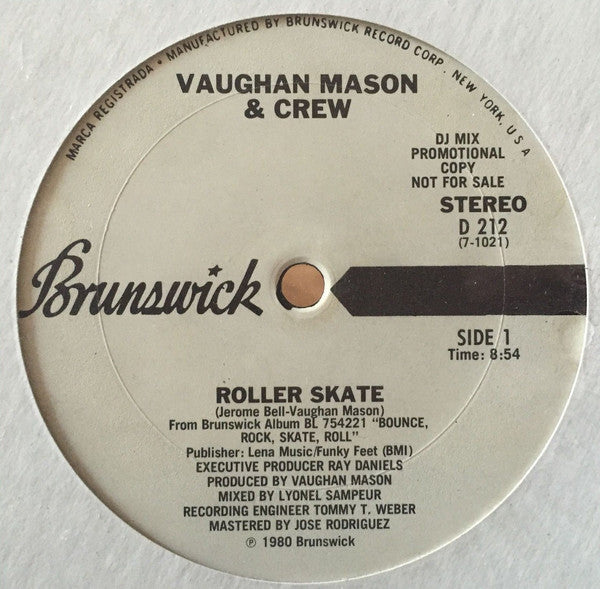 MARCA REGISTRADA • MANUFACTURED BY BRUNSWICK RECORD CORP. NEW YORK, U S A
VAUGHAN MASON
& CREW
DJ MIX
PROMOTIONAL
COPY
NOT FOR SALE
STEREO
D 212
(7-1021)
Brunswick
SIDE 1
Time: 8:54
ROLLER SKATE
(Jerome Bell-Vaughan Mason)
From Brunswick Album BL 754221 "BOUNCE,
ROCK, SKATE, ROLL"
Publisher: Lena Music/Funky Feet (BMI)
EXECUTIVE PRODUCER RAY DANIELS
PRODUCED BY VAUGHAN MASON
MIXED BY LYONEL SAMPEUR
RECORDING ENGINEER TOMMY T. WEBER
MASTERED BY JOSE RODRIGUEZ
℗ 1980 Brunswick